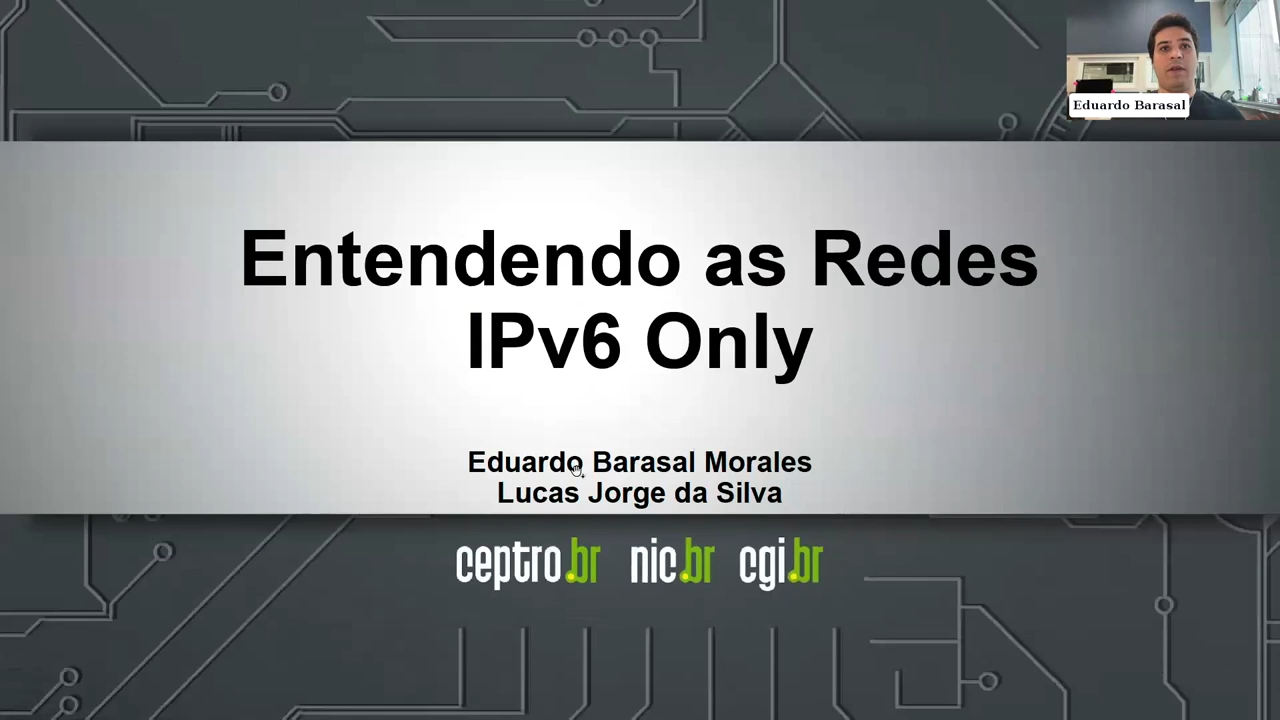 Eduardo Barasal
Entendendo as Redes
IPv6 Only
Eduardo Barasal Morales
Lucas Jorge da Silva
ceptro.br nic.br cgi.br